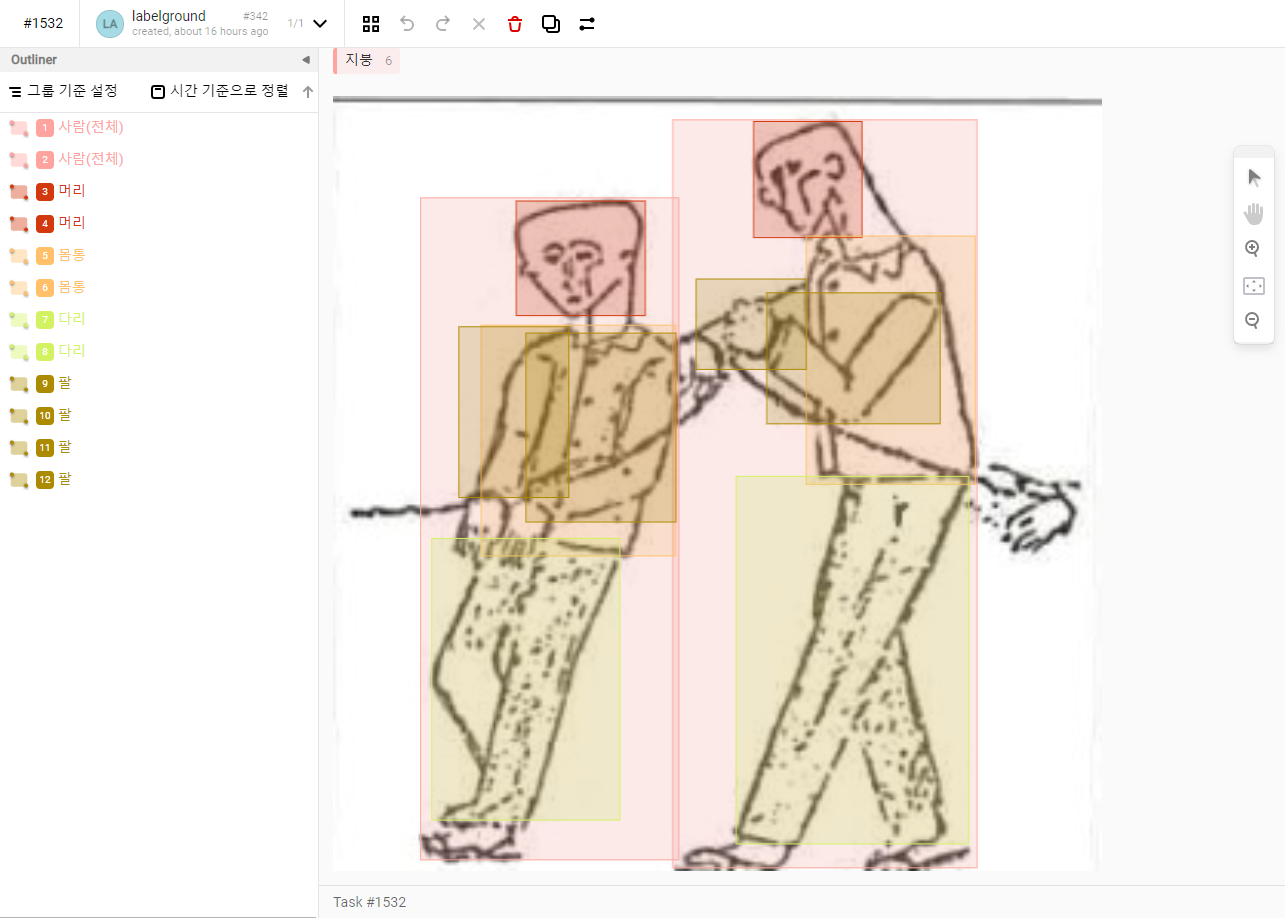 #1532
LA
labelground
#342
created, about 16 hours ago
1/1
Outliner
그룹 기준 설정
시간 기준으로 정렬
1 사람(전체)
2 사람(전체)
3 머리
4 머리
5 몸통
6 몸통
7 다리
8 다리
9 팔
10 팔
11 팔
12 팔
지붕 6
Task #1532